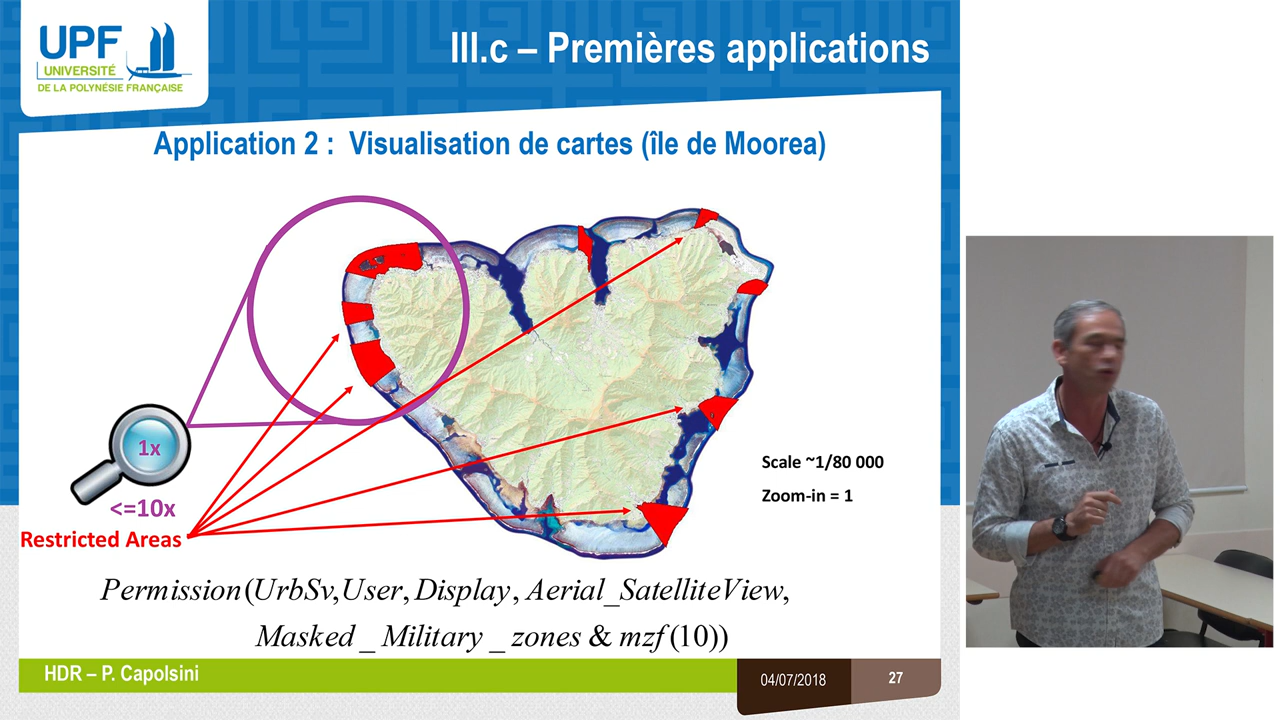 UPF
UNIVERSITÉ
DE LA POLYNÉSIE FRANÇAISE
III.c – Premières applications
Application 2 : Visualisation de cartes (île de Moorea)
1x
<=10x
Restricted Areas
Scale ~1/80 000
Zoom-in = 1
Permission(UrbSv,User, Display, Aerial_SatelliteView,
Masked _ Military _ zones & mzf (10))
HDR – P. Capolsini
04/07/2018
27